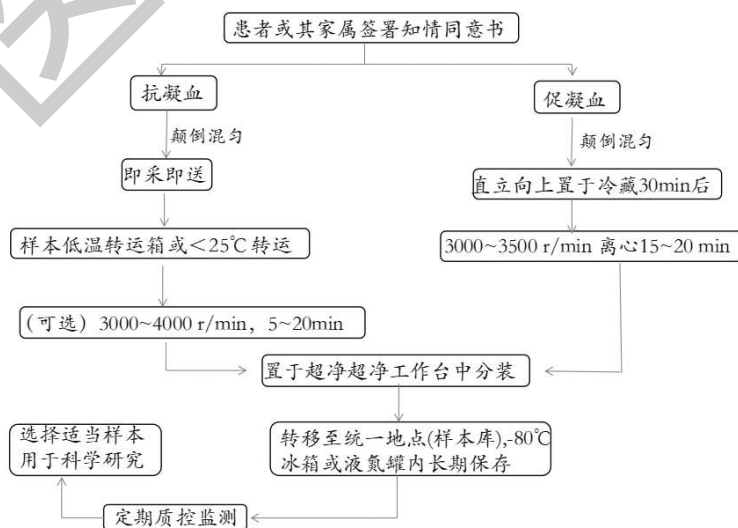 患者或其家属签署知情同意书
抗凝血
促凝血
颠倒混匀
颠倒混匀
即采即送
直立向上置于冷藏30min后
样本低温转运箱或＜25℃转运
3000~3500 r/min 离心15~20 min
(可选) 3000~4000 r/min, 5~20min
置于超净超净工作台中分装
选择适当样本
用于科学研究
转移至统一地点(样本库),-80℃
冰箱或液氮罐内长期保存
定期质控监测